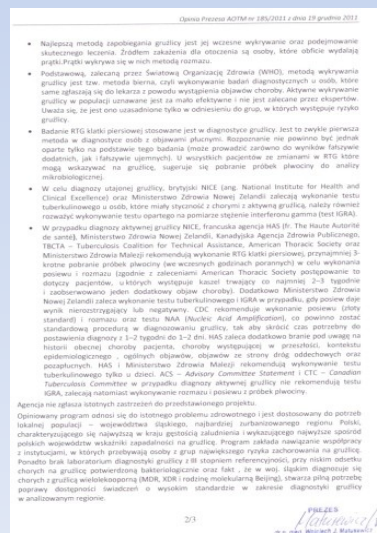 Opinia Prezesa AOTM nr 185/2011 z dnia 19 grudnia 2011
• Najlepszą metodą zapobiegania gruźlicy jest jej wczesne wykrywanie oraz podejmowanie
skutecznego leczenia. Źródłem zakażenia dla otoczenia są osoby, które obficie wydalają
prątki. Prątki wykrywa się w nich metodą rozmazu.
• Podstawową, zalecaną przez Światową Organizację Zdrowia (WHO), metodą wykrywania
gruźlicy jest tzw. metoda bierna, czyli wykonywanie badań diagnostycznych u osób, które
same zgłaszają się do lekarza z powodu wystąpienia objawów choroby. Aktywne wykrywanie
gruźlicy w populacji uznawane jest za mało efektywne i nie jest zalecane przez ekspertów.
Uważa się, że jest ono uzasadnione tylko w odniesieniu do grup, w których występuje ryzyko
gruźlicy.
• Badanie RTG klatki piersiowej stosowane jest w diagnostyce gruźlicy. Jest to zwykle pierwsza
metoda w diagnostyce osób z objawami płucnymi. Rozpoznanie nie powinno być jednak
oparte tylko na podstawie tego badania (może prowadzić zarówno do wyników fałszywie
dodatnich, jak i fałszywie ujemnych). U wszystkich pacjentów ze zmianami w RTG które
mogą wskazywać na gruźlicę, sugeruje się pobranie próbek plwociny do analizy
mikrobiologicznej.
• W celu diagnozy utajonej gruźlicy, brytyjski NICE (ang. National Institute for Health and
Clinical Excellence) oraz Ministerstwo Zdrowia Nowej Zelandii zalecają wykonanie testu
tuberkulinowego u osób, które miały styczność z chorymi z aktywną gruźlicą, należy również
rozważyć wykonywanie testu opartego na pomiarze stężenie interferonu gamma (test IGRA).
• W przypadku diagnozy aktywnej gruźlicy NICE, francuska agencja HAS (fr. The Haute Autorité
de santé), Ministerstwo Zdrowia Nowej Zelandii, Kanadyjska Agencja Zdrowia Publicznego,
TBCTA – Tuberculosis Coalition for Technical Assistance, American Thoracic Society oraz
Ministerstwo Zdrowia Malezji rekomendują wykonanie RTG klatki piersiowej, przynajmniej 3-
krotne pobranie próbek plwociny (we wczesnych godzinach porannych) w celu wykonania
posiewu i rozmazu (zgodnie z zaleceniami American Thoracic Society postępowanie to
dotyczy pacjentów, u których występuje kaszel trwający co najmniej 2–3 tygodnie
i zaobserwowano jeden dodatkowy objaw choroby). Dodatkowo Ministerstwo Zdrowia
Nowej Zelandii zaleca wykonanie testu tuberkulinowego i IGRA w przypadku, gdy posiew daje
wynik nierozstrzygający lub negatywny. CDC rekomenduje wykonanie posiewu (złoty
standard) i rozmazu oraz testu NAA (Nucleic Acid Amplification), co powinno zostać
standardową procedurą w diagnozowaniu gruźlicy, tak aby skrócić czas potrzebny do
postawienia diagnozy z 1–2 tygodni do 1–2 dni. HAS zaleca dodatkowo branie pod uwagę na
historii obecnej choroby pacjenta, choroby występującej w przeszłości, kontekstu
epidemiologicznego , ogólnych objawów, objawów ze strony dróg oddechowych oraz
pozapłucnych. HAS i Ministerstwo Zdrowia Malezji rekomendują wykonywanie testu
tuberkulinowego tylko u dzieci. ACS – Advisory Committee Statement i CTC – Canadian
Tuberculosis Committee w przypadku diagnozy aktywnej gruźlicy nie rekomendują testu
IGRA, zalecają natomiast wykonywanie rozmazu i posiewu z próbek plwociny.
Agencja nie zgłasza istotnych zastrzeżeń do przedstawionego projektu.
Opiniowany program odnosi się do istotnego problemu zdrowotnego i jest dostosowany do potrzeb
lokalnej populacji – województwa śląskiego, najbardziej zurbanizowanego regionu Polski,
charakteryzującego się najwyższą w kraju gęstością zaludnienia i wykazującego najwyższy spośród
polskich województw wskaźniki zapadalności na gruźlicę. Program zakłada nawiązanie współpracy
z instytucjami, w których przebywają osoby z grup największego ryzyka zachorowania na gruźlicę.
Ponadto brak laboratorium diagnostyki gruźlicy z III stopniem referencyjności, przy niskim odsetku
chorych na gruźlicę potwierdzoną bakteriologicznie oraz fakt , że w woj. śląskim diagnozuje się
chorych z gruźlicą wielolekooporną (MDR, XDR i rodzinę molekularną Beijing), stwarza pilną potrzebę
poprawy dostępności świadczeń o wysokim standardzie w zakresie diagnostyki gruźlicy
w analizowanym regionie.
PREZES
2/3
Wojciech J. Matusewicz